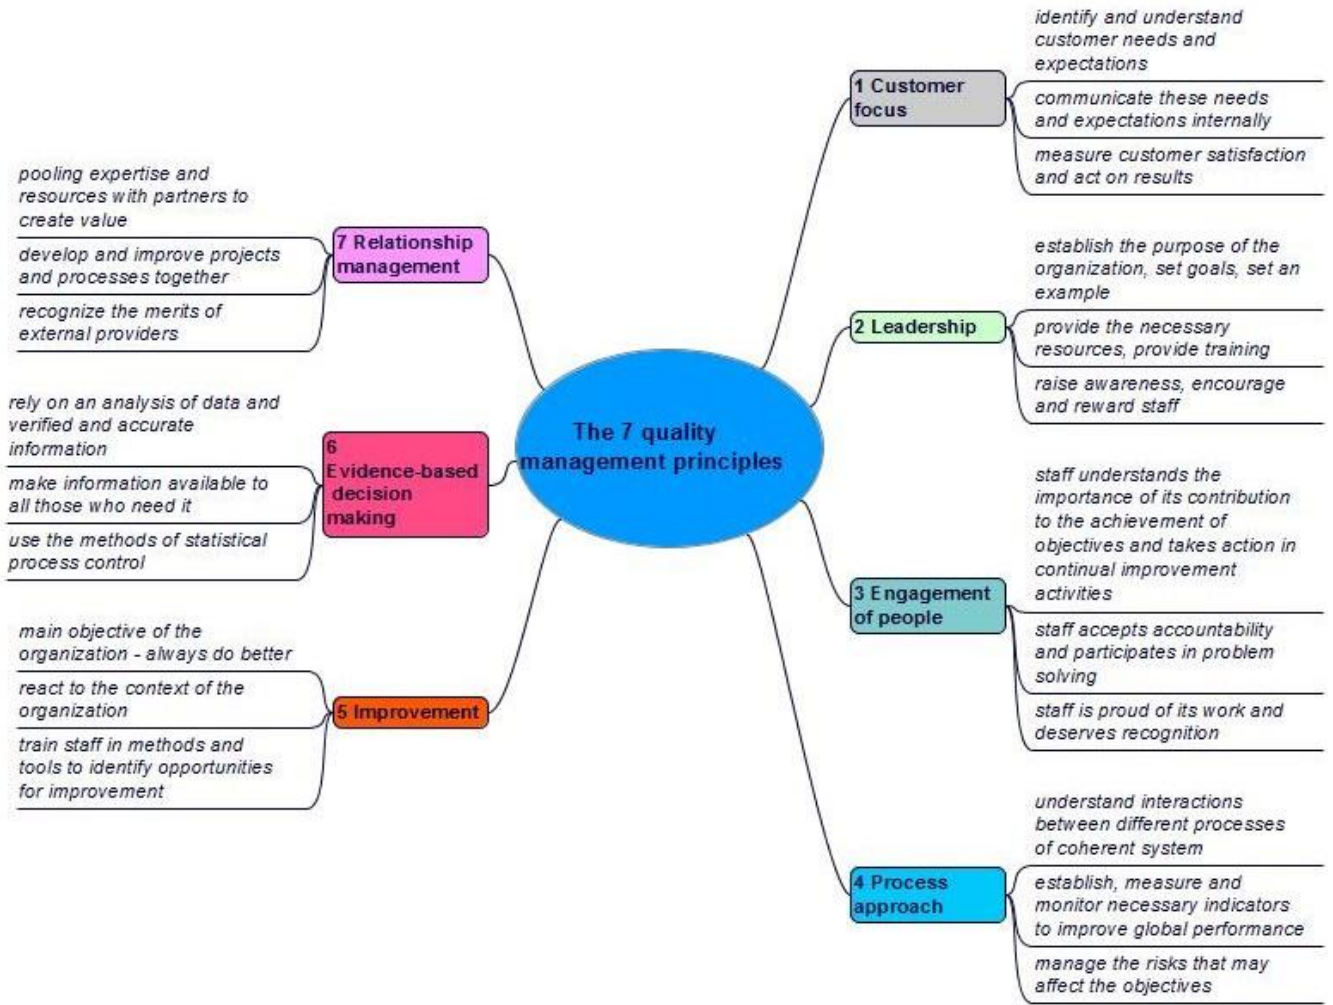 The 7 quality
management principles
1 Customer
focus
identify and understand
customer needs and
expectations
communicate these needs
and expectations internally
measure customer satisfaction
and act on results
2 Leadership
establish the purpose of the
organization, set goals, set an
example
provide the necessary
resources, provide training
raise awareness, encourage
and reward staff
3 Engagement
of people
staff understands the
importance of its contribution
to the achievement of
objectives and takes action in
continual improvement
activities
staff accepts accountability
and participates in problem
solving
staff is proud of its work and
deserves recognition
4 Process
approach
understand interactions
between different processes
of coherent system
establish, measure and
monitor necessary indicators
to improve global performance
manage the risks that may
affect the objectives
5 Improvement
main objective of the
organization - always do better
react to the context of the
organization
train staff in methods and
tools to identify opportunities
for improvement
6
Evidence-based
decision
making
rely on an analysis of data and
verified and accurate
information
make information available to
all those who need it
use the methods of statistical
process control
7 Relationship
management
pooling expertise and
resources with partners to
create value
develop and improve projects
and processes together
recognize the merits of
external providers